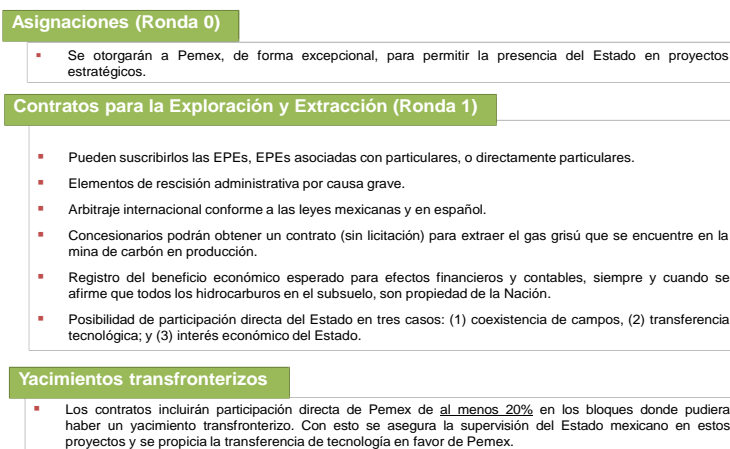 Asignaciones (Ronda 0)
Se otorgarán a Pemex, de forma excepcional, para permitir la presencia del Estado en proyectos
estratégicos.
Contratos para la Exploración y Extracción (Ronda 1)
Pueden suscribirlos las EPEs, EPEs asociadas con particulares, o directamente particulares.
Elementos de rescisión administrativa por causa grave.
Arbitraje internacional conforme a las leyes mexicanas y en español.
Concesionarios podrán obtener un contrato (sin licitación) para extraer el gas grisú que se encuentre en la
mina de carbón en producción.
Registro del beneficio económico esperado para efectos financieros y contables, siempre y cuando se
afirme que todos los hidrocarburos en el subsuelo, son propiedad de la Nación.
Posibilidad de participación directa del Estado en tres casos: (1) coexistencia de campos, (2) transferencia
tecnológica; y (3) interés económico del Estado.
Yacimientos transfronterizos
Los contratos incluirán participación directa de Pemex de al menos 20% en los bloques donde pudiera
haber un yacimiento transfronterizo. Con esto se asegura la supervisión del Estado mexicano en estos
proyectos y se propicia la transferencia de tecnología en favor de Pemex.